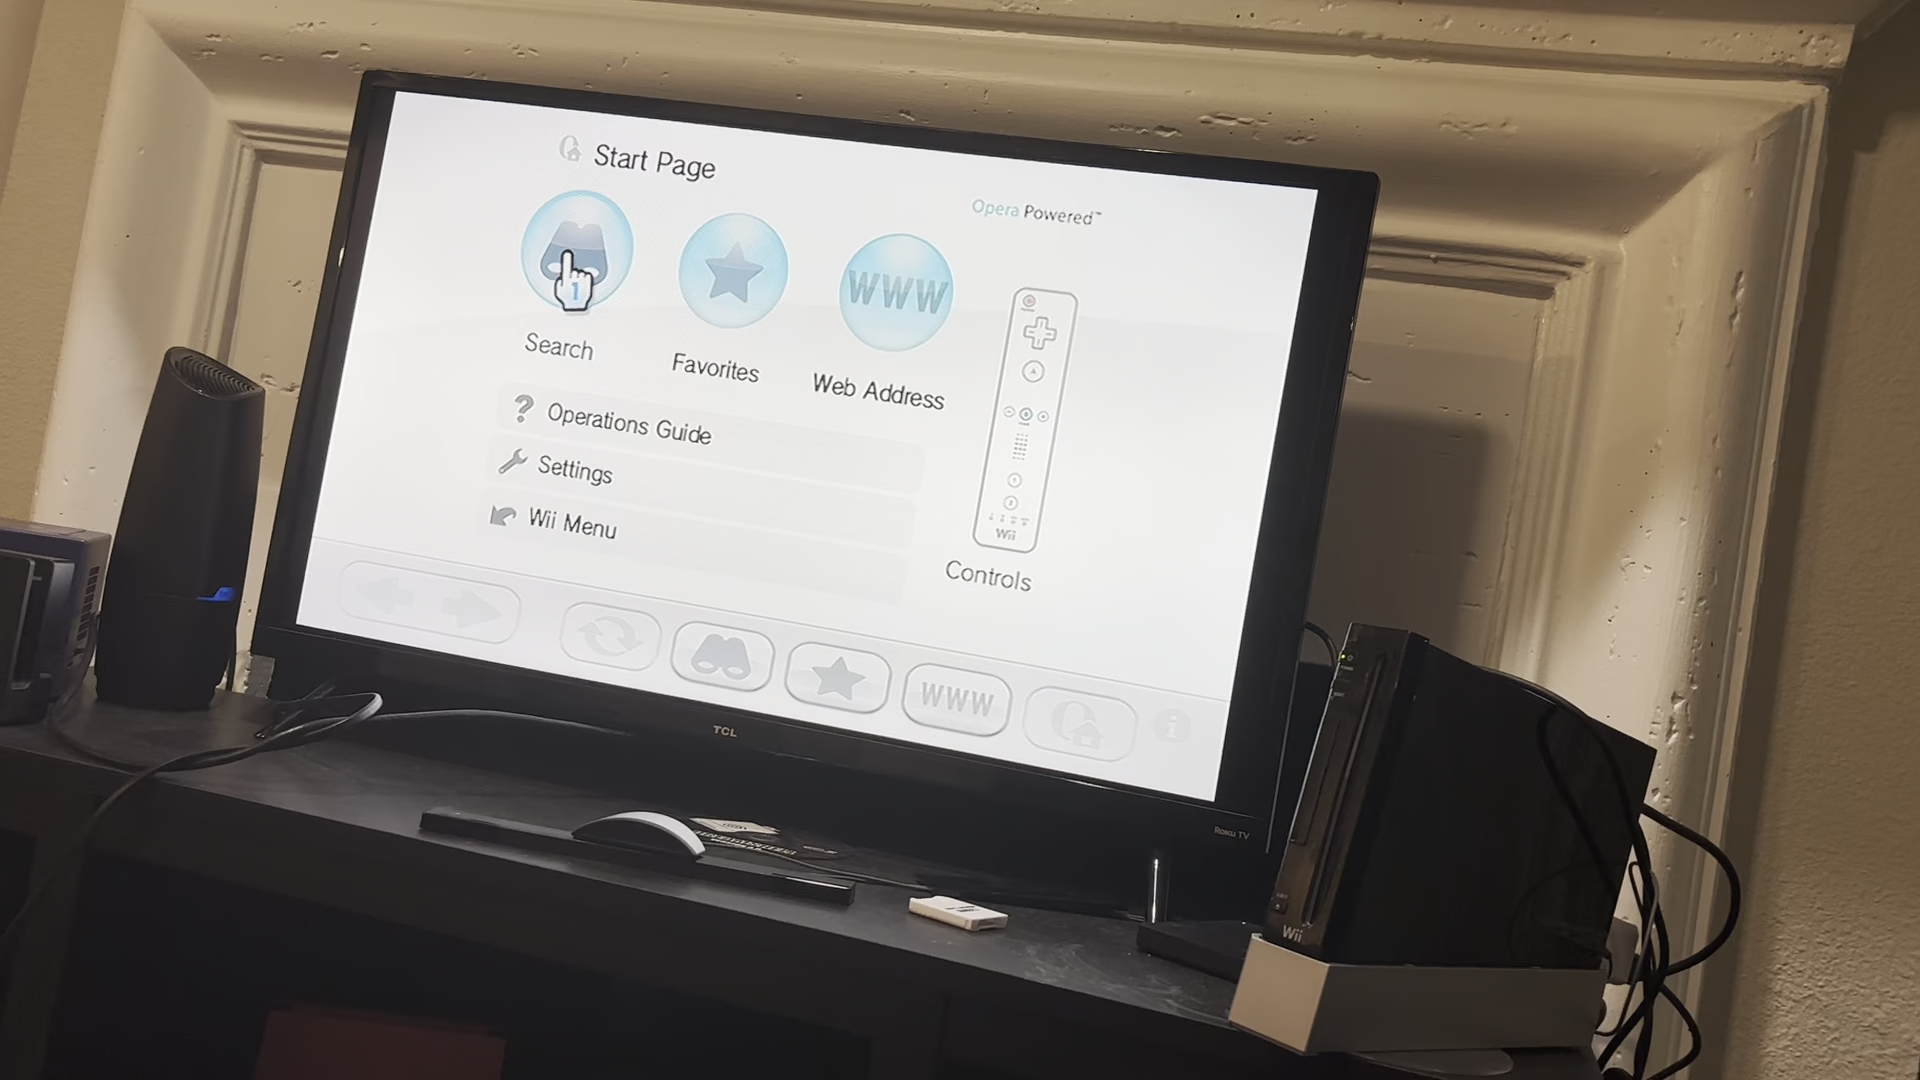 Start Page
Opera Powered™
WWW
Search
Favorites
Web Address
Operations Guide
Settings
Wii Menu
Wii
Controls
WWW
TCL
Roku TV
Wii